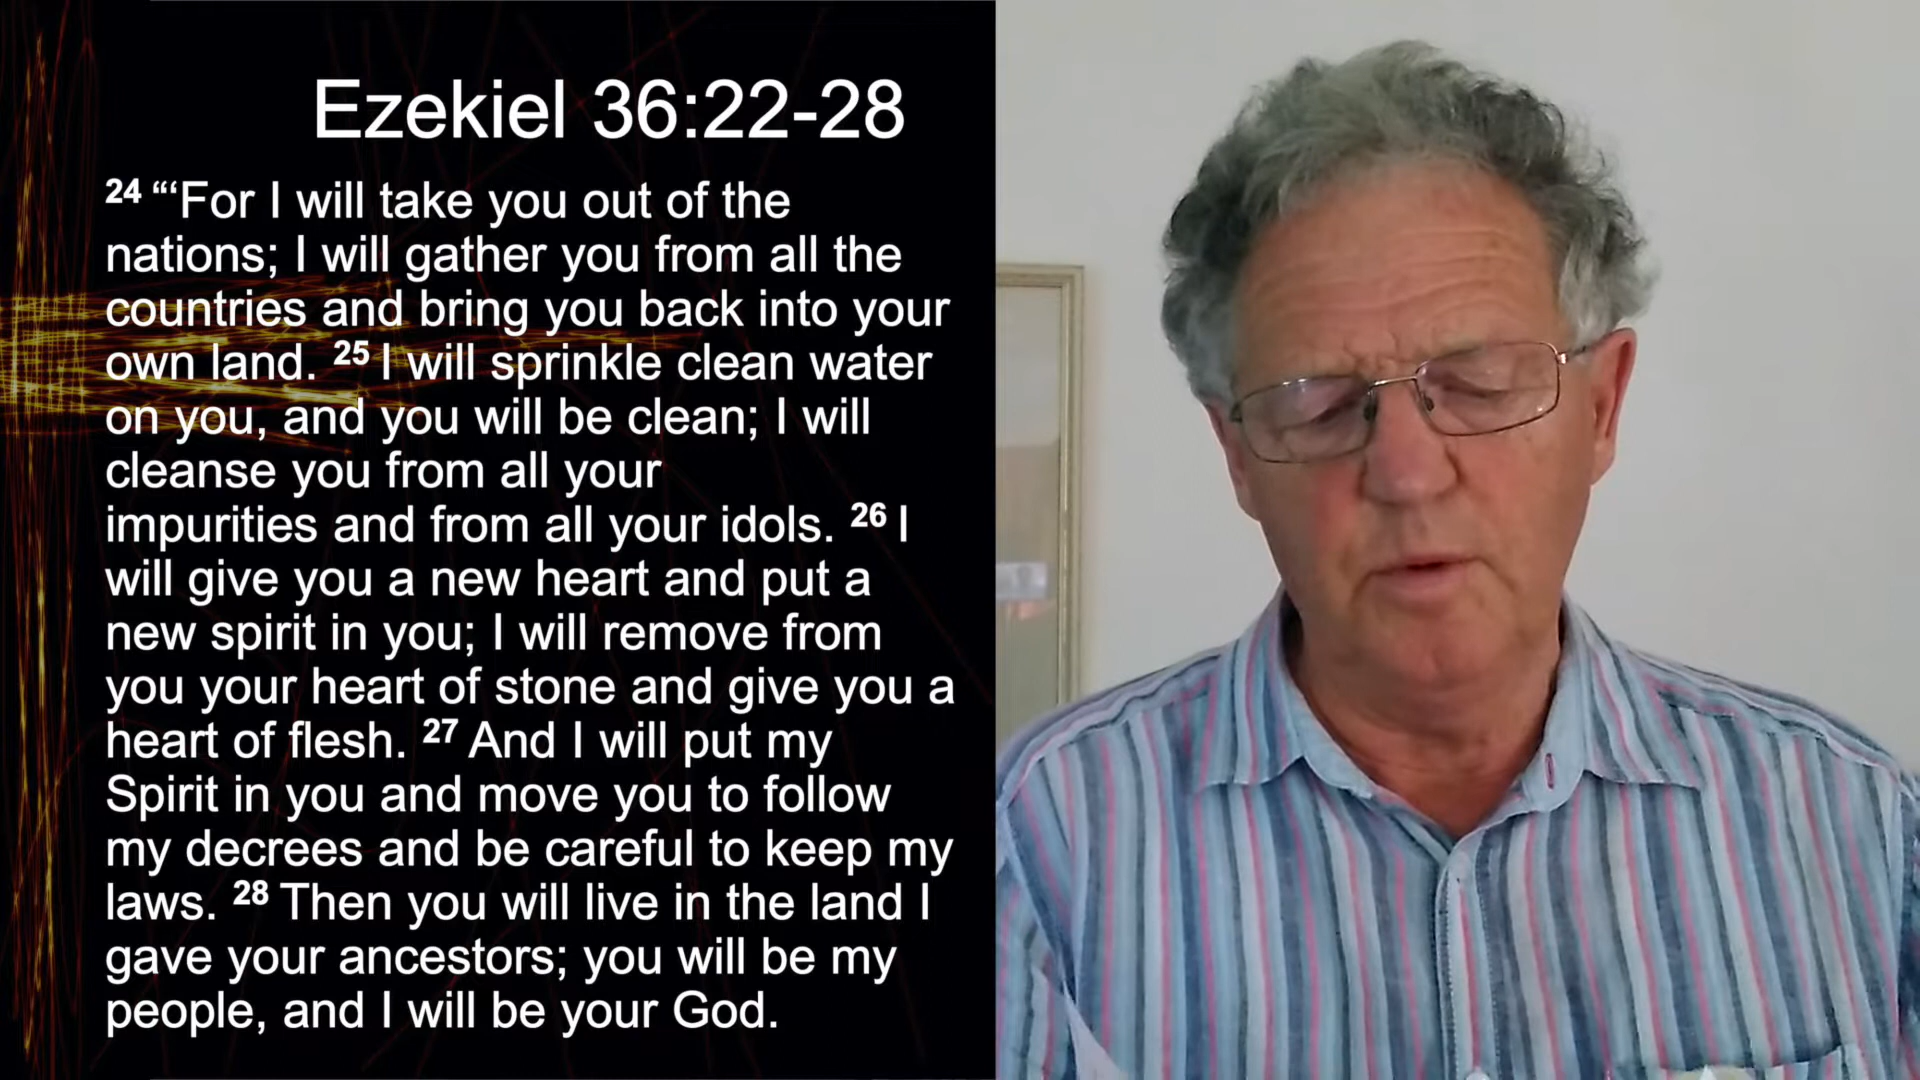 Ezekiel 36:22-28
24 “‘For I will take you out of the
nations; I will gather you from all the
countries and bring you back into your
own land. 25 I will sprinkle clean water
on you, and you will be clean; I will
cleanse you from all your
impurities and from all your idols. 26 I
will give you a new heart and put a
new spirit in you; I will remove from
you your heart of stone and give you a
heart of flesh. 27 And I will put my
Spirit in you and move you to follow
my decrees and be careful to keep my
laws. 28 Then you will live in the land I
gave your ancestors; you will be my
people, and I will be your God.